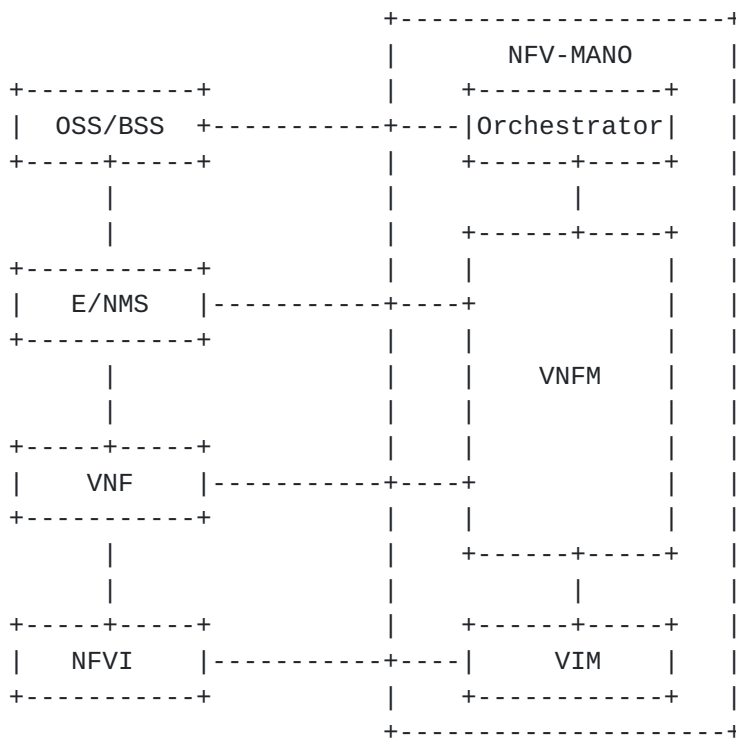 NFV-MANO
OSS/BSS Orchestrator
E/NMS
VNFM
VNF
NFVI VIM